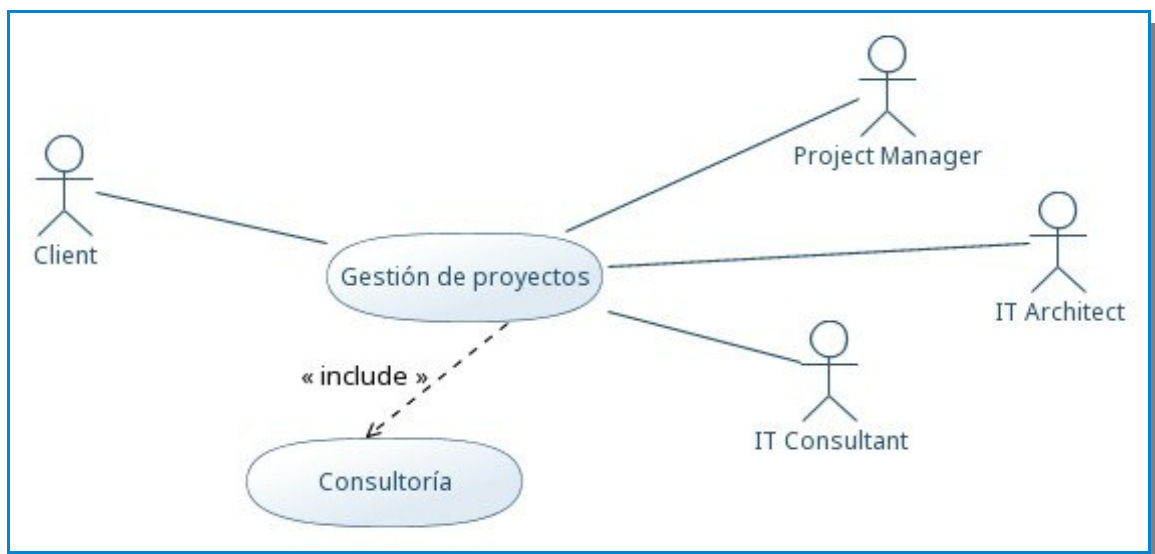 Project Manager
Client
Gestión de proyectos
IT Architect
« include »
IT Consultant
Consultoría